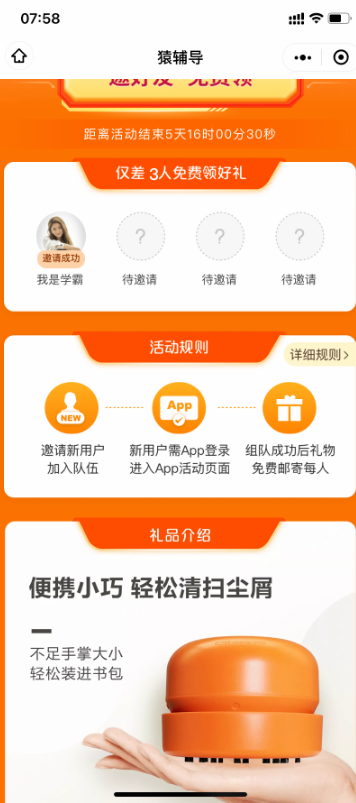 07:58
猿辅导
邀好友 免费领
距离活动结束5天16时00分30秒
仅差 3人免费领好礼
? ? ?
邀请成功
我是学霸 待邀请 待邀请 待邀请
活动规则
详细规则 >
NEW App
邀请新用户 新用户需App登录 组队成功后礼物
加入队伍 进入App活动页面 免费邮寄每人
礼品介绍
便携小巧 轻松清扫尘屑
不足手掌大小
轻松装进书包